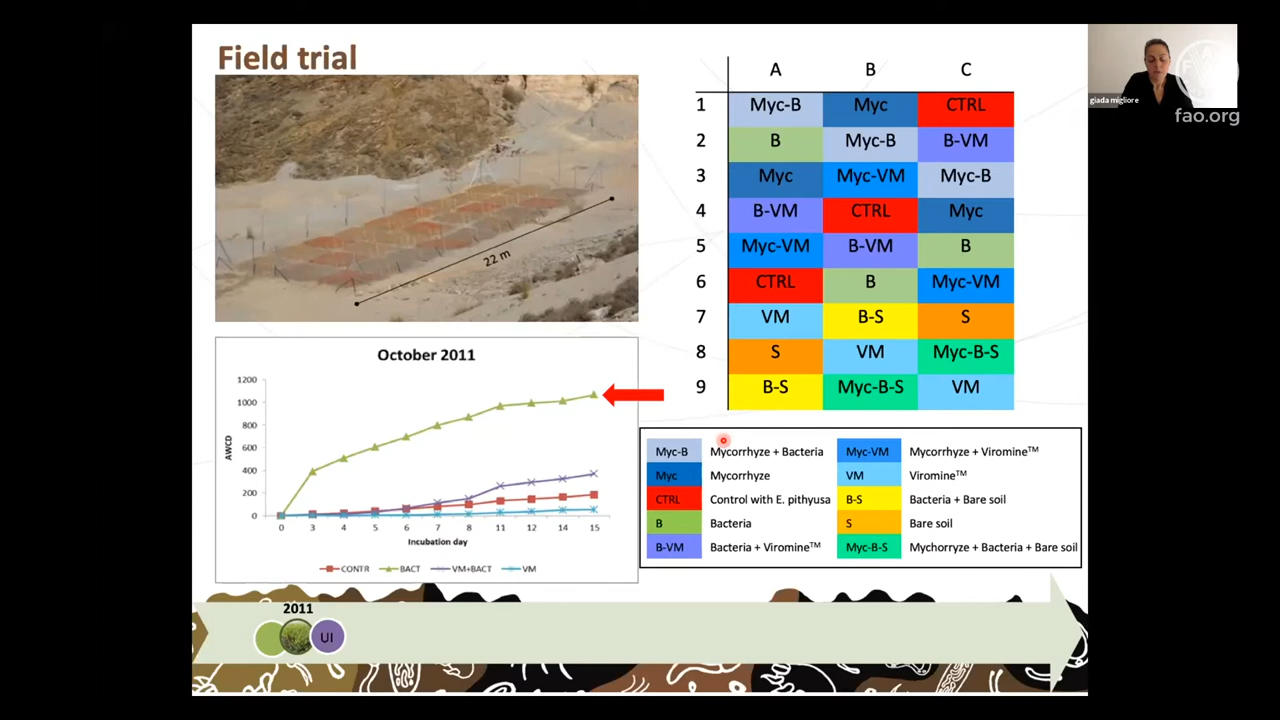 Field trial
22 m
A B C
1 Myc-B Myc CTRL
2 B Myc-B B-VM
3 Myc Myc-VM Myc-B
4 B-VM CTRL Myc
5 Myc-VM B-VM B
6 CTRL B Myc-VM
7 VM B-S S
8 S VM Myc-B-S
9 B-S Myc-B-S VM
October 2011
AWCD
1200
1000
800
600
400
200
0
0 3 4 5 6 7 8 11 12 14 15
Incubation day
CONTR BACT VM+BACT VM
Myc-B Mycorrhyze + Bacteria
Myc Mycorrhyze
CTRL Control with E. pithyusa
B Bacteria
B-VM Bacteria + Viromine™
Myc-VM Mycorrhyze + Viromine™
VM Viromine™
B-S Bacteria + Bare soil
S Bare soil
Myc-B-S Mychorryze + Bacteria + Bare soil
2011
UI
giada migliore
FAO
fao.org